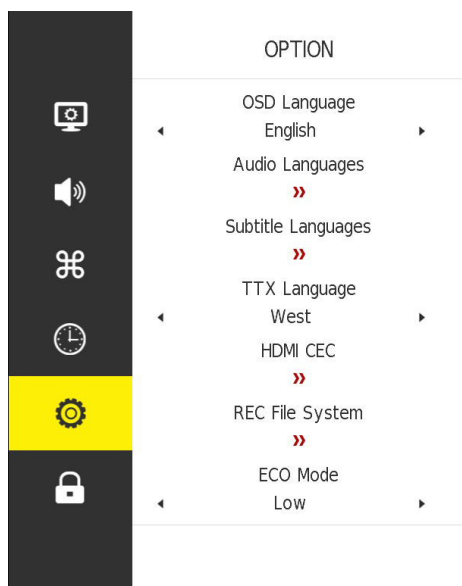 OPTION
OSD Language
English
Audio Languages
»
Subtitle Languages
»
TTX Language
West
HDMI CEC
»
REC File System
»
ECO Mode
Low